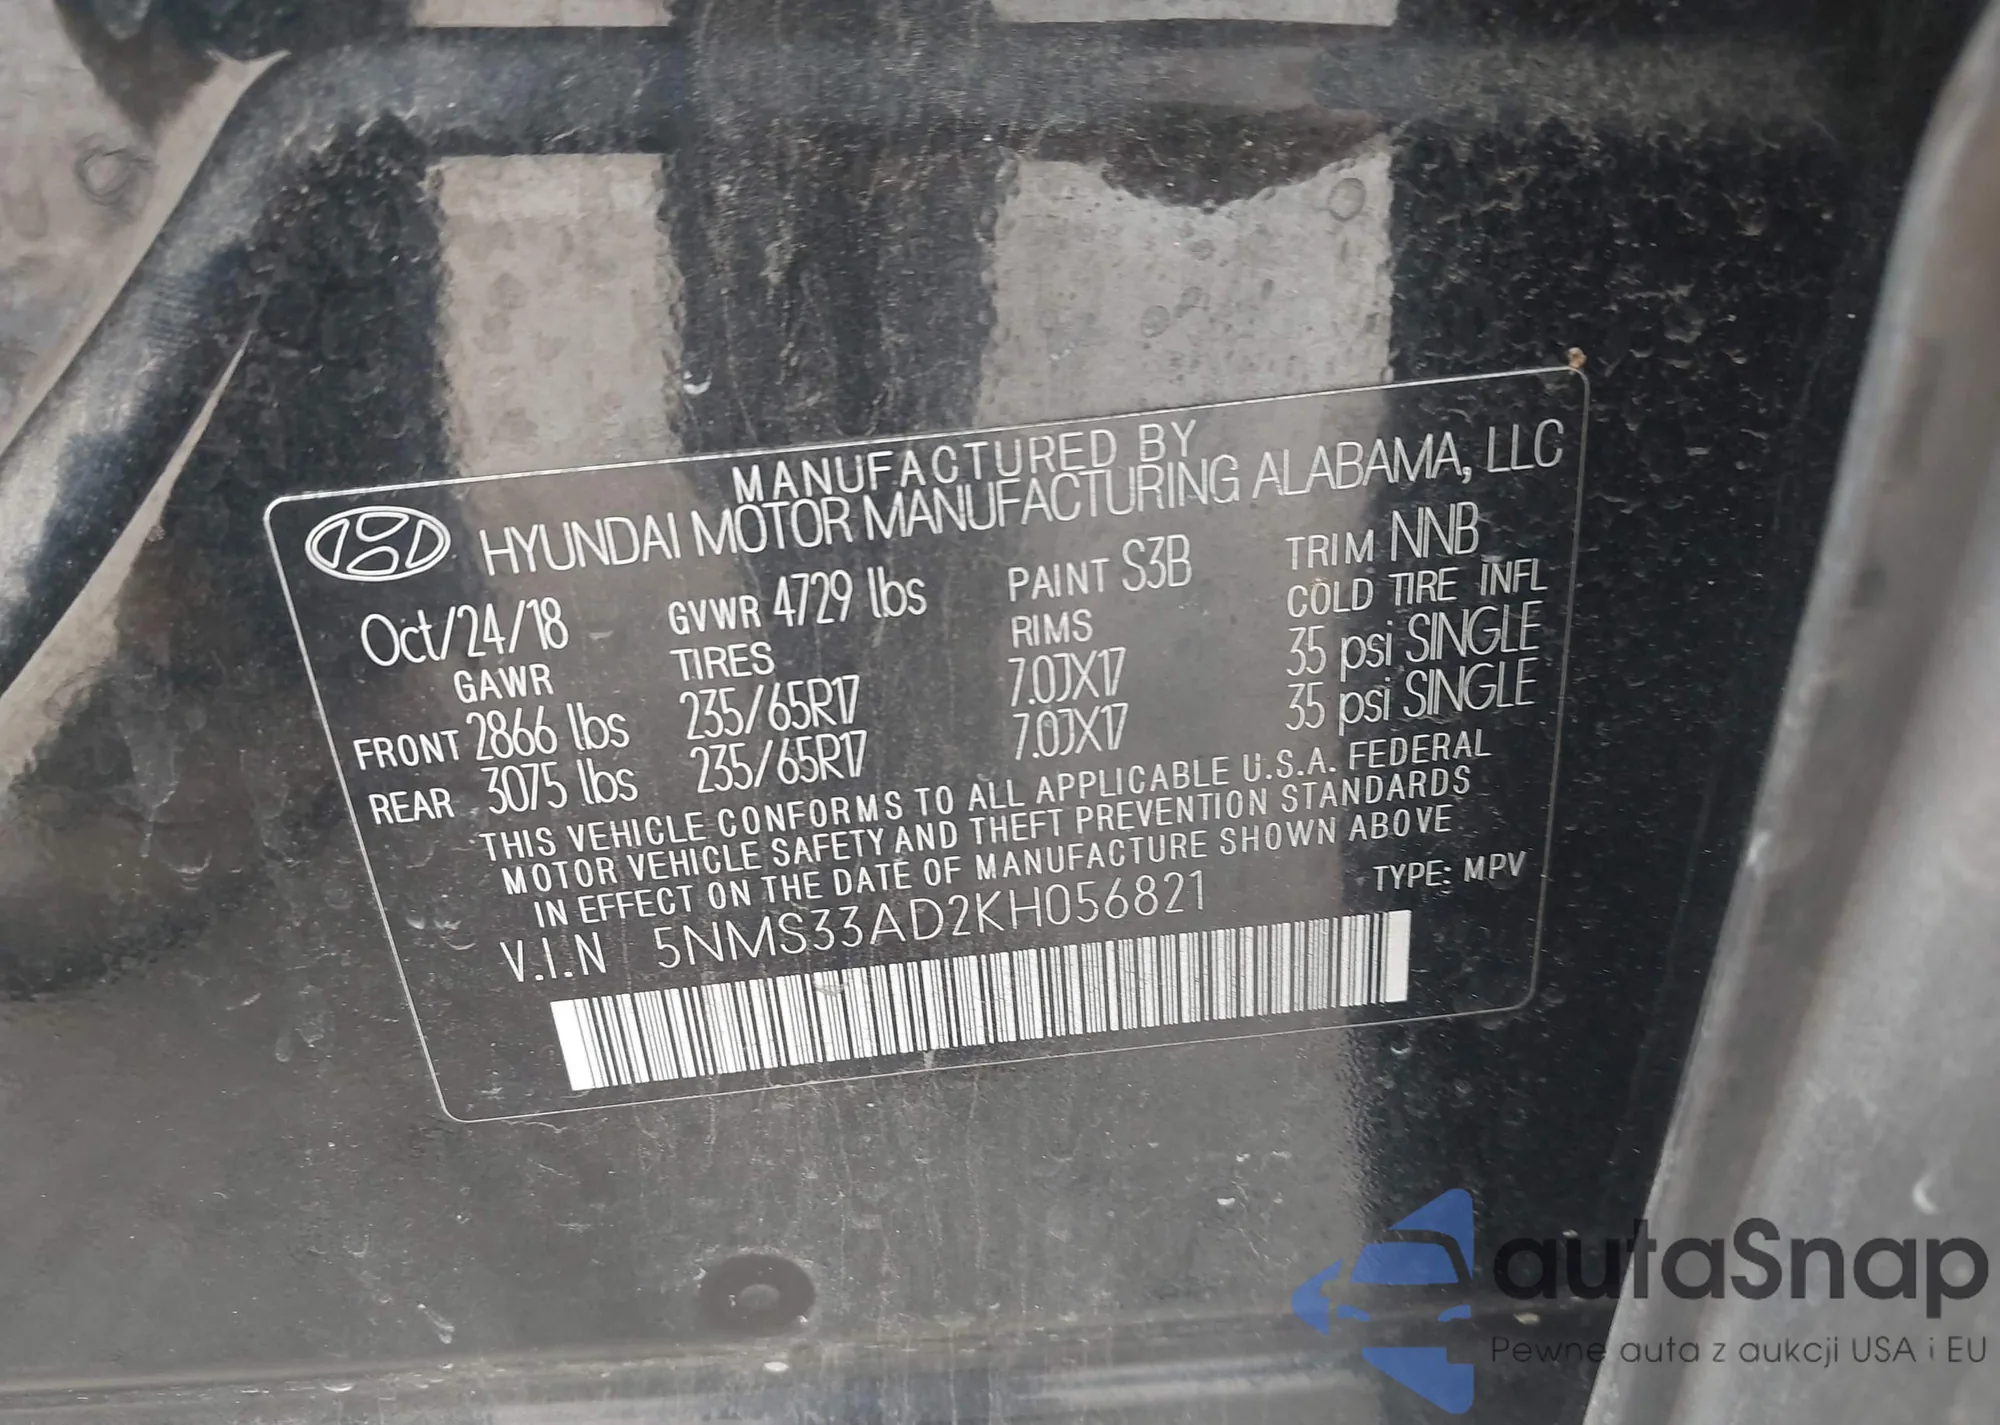 MANUFACTURED BY
HYUNDAI MOTOR MANUFACTURING ALABAMA, LLC
Oct/24/18 GVWR 4729 lbs PAINT S3B TRIM NNB
GAWR TIRES RIMS COLD TIRE INFL
FRONT 2866 lbs 235/65R17 7.0JX17 35 psi SINGLE
REAR 3075 lbs 235/65R17 7.0JX17 35 psi SINGLE
THIS VEHICLE CONFORMS TO ALL APPLICABLE U.S.A. FEDERAL
MOTOR VEHICLE SAFETY AND THEFT PREVENTION STANDARDS
IN EFFECT ON THE DATE OF MANUFACTURE SHOWN ABOVE
V.I.N 5NMS33AD2KH056821 TYPE: MPV
autaSnap
Pewne auta z aukcji USA i EU